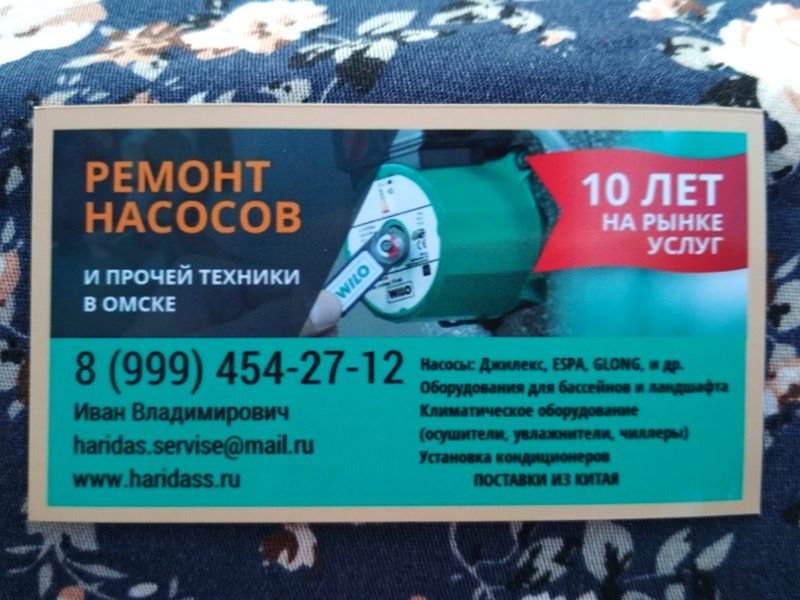 РЕМОНТ
НАСОСОВ
И ПРОЧЕЙ ТЕХНИКИ
В ОМСКЕ
WILO
WILO
10 ЛЕТ
НА РЫНКЕ
УСЛУГ
8 (999) 454-27-12
Иван Владимирович
haridas.servise@mail.ru
www.haridass.ru
Насосы: Джилекс, ESPA, GLONG, и др.
Оборудования для бассейнов и ландшафта
Климатическое оборудование
(осушители, увлажнители, чиллеры)
Установка кондиционеров
ПОСТАВКИ ИЗ КИТАЯ